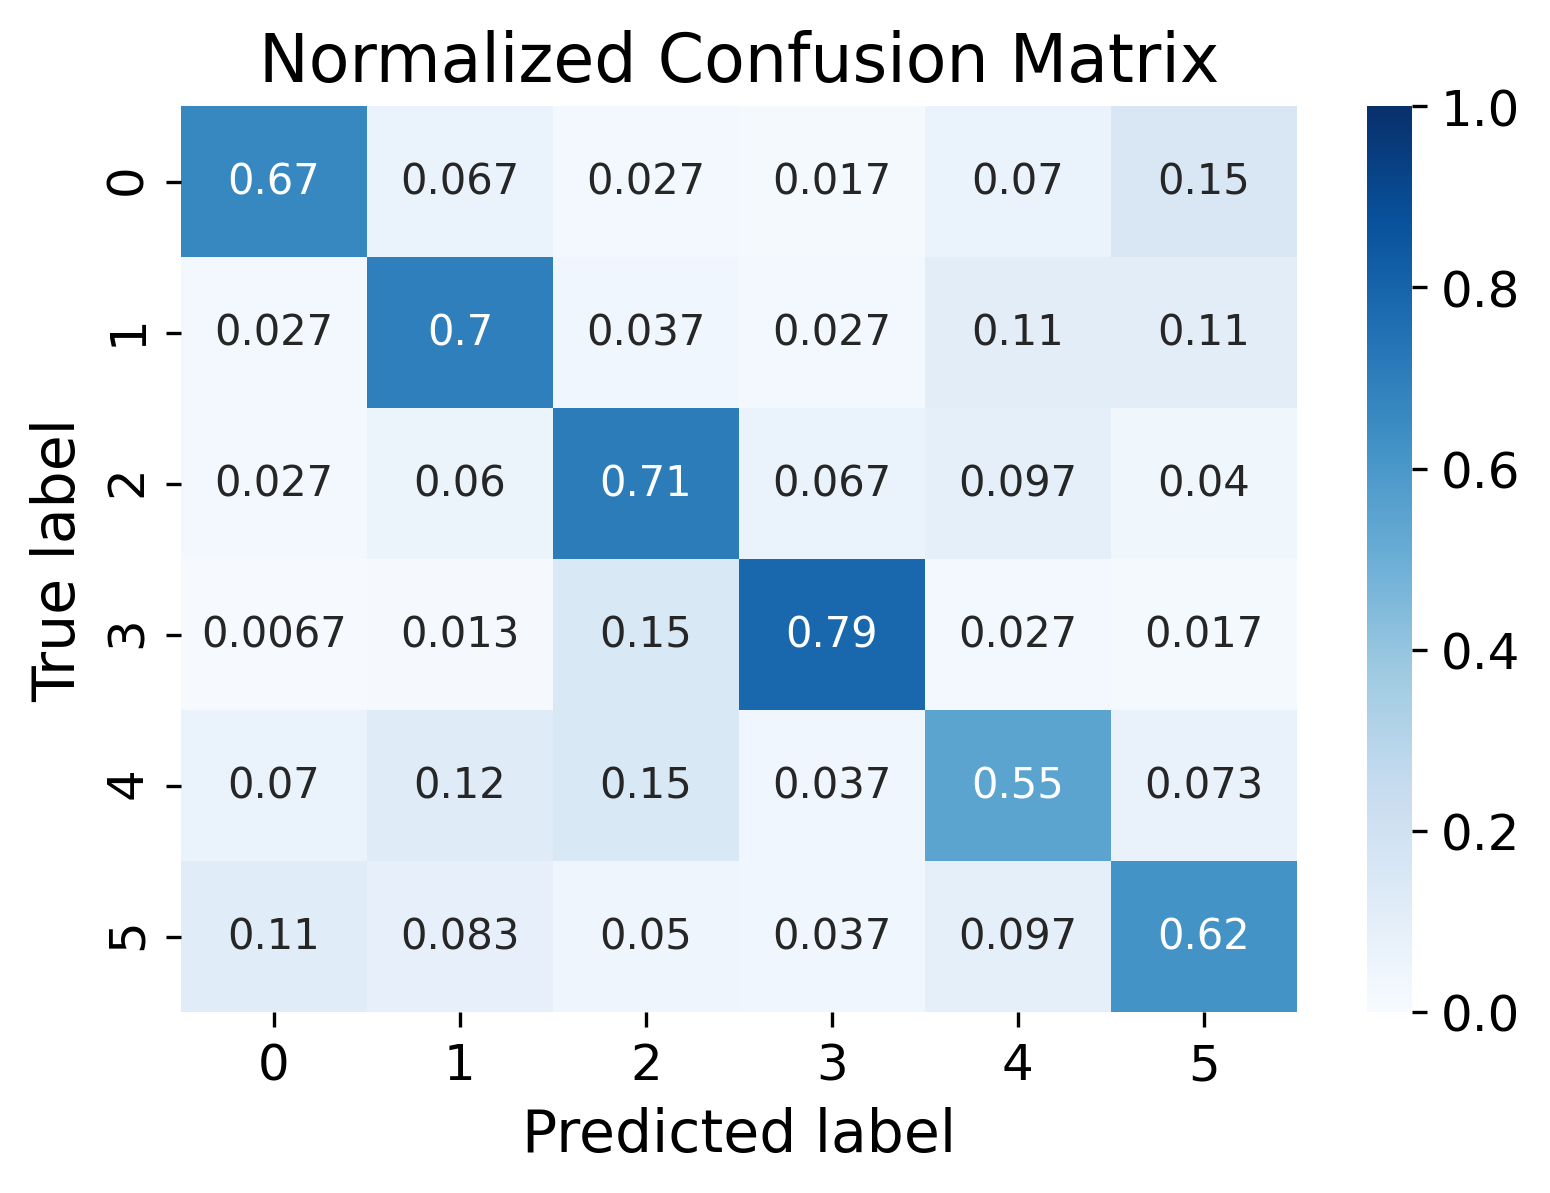 Normalized Confusion Matrix
True label
0 0.67 0.067 0.027 0.017 0.07 0.15
1 0.027 0.7 0.037 0.027 0.11 0.11
2 0.027 0.06 0.71 0.067 0.097 0.04
3 0.0067 0.013 0.15 0.79 0.027 0.017
4 0.07 0.12 0.15 0.037 0.55 0.073
5 0.11 0.083 0.05 0.037 0.097 0.62
0 1 2 3 4 5
Predicted label
1.0
0.8
0.6
0.4
0.2
0.0